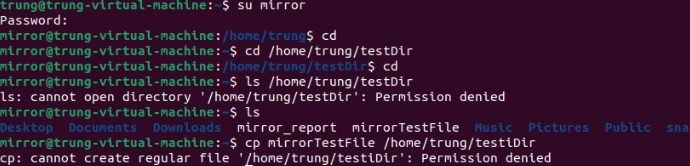 trung@trung-virtual-machine:~$ su mirror
Password:
mirror@trung-virtual-machine:/home/trung$ cd
mirror@trung-virtual-machine:~$ cd /home/trung/testDir
mirror@trung-virtual-machine:/home/trung/testDir$ cd
mirror@trung-virtual-machine:~$ ls /home/trung/testDir
ls: cannot open directory '/home/trung/testDir': Permission denied
mirror@trung-virtual-machine:~$ ls
Desktop Documents Downloads mirror_report mirrorTestFile Music Pictures Public sna
mirror@trung-virtual-machine:~$ cp mirrorTestFile /home/trung/testiDir
cp: cannot create regular file '/home/trung/testiDir': Permission denied